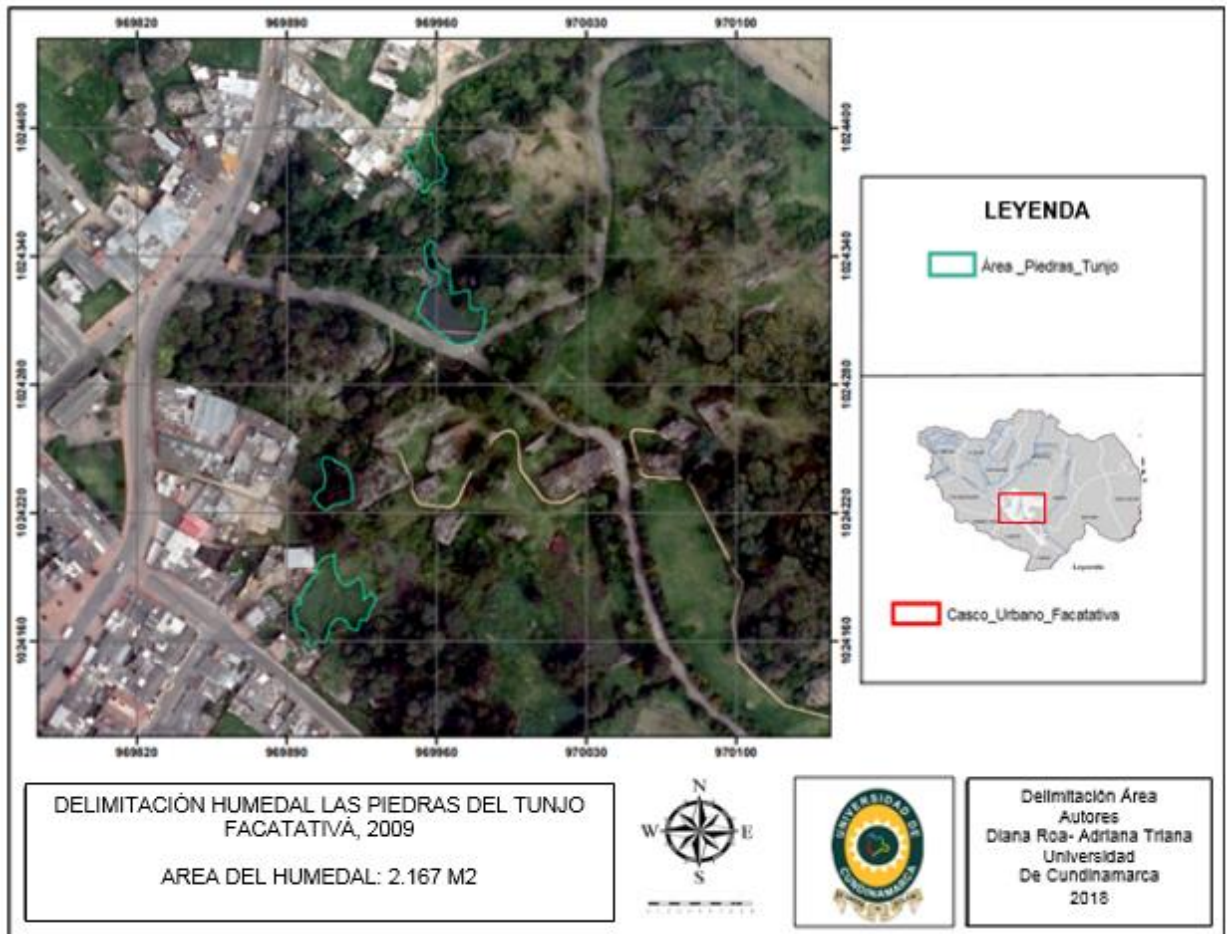 969820 969890 969960 970030 970100
1024400 1024400
1024340 1024340
1024280 1024280
1024220 1024220
1024160 1024160
969820 969890 969960 970030 970100
LEYENDA
Área _Piedras_Tunjo
Leyenda
Casco_Urbano_Facatativa
DELIMITACIÓN HUMEDAL LAS PIEDRAS DEL TUNJO
FACATATIVÁ, 2009
AREA DEL HUMEDAL: 2.167 M2
N
W E
S
UNIVERSIDAD DE
CUNDINAMARCA
Delimitación Área
Autores
Diana Roa- Adriana Triana
Universidad
De Cundinamarca
2018